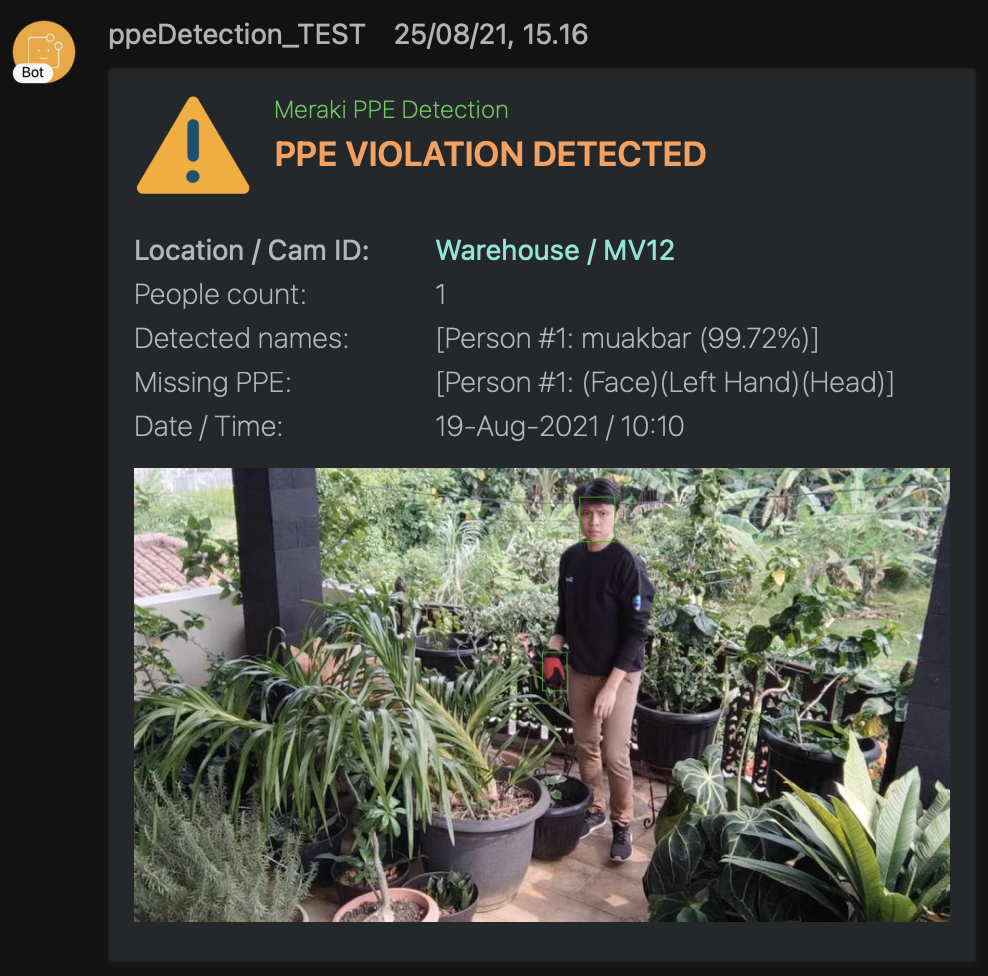 ppeDetection_TEST 25/08/21, 15.16
Bot
Meraki PPE Detection
PPE VIOLATION DETECTED
Location / Cam ID: Warehouse / MV12
People count: 1
Detected names: [Person #1: muakbar (99.72%)]
Missing PPE: [Person #1: (Face)(Left Hand)(Head)]
Date / Time: 19-Aug-2021 / 10:10